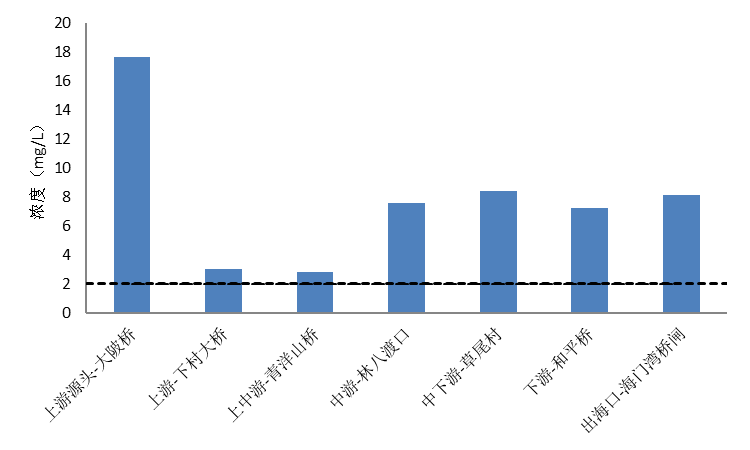 20
18
16
14
12
10
8
6
4
2
0
浓度（mg/L）
上游源头-大陂桥
上游-下村大桥
上中游-青洋山桥
中游-林八渡口
中下游-草尾村
下游-和平桥
出海口-海门湾桥闸